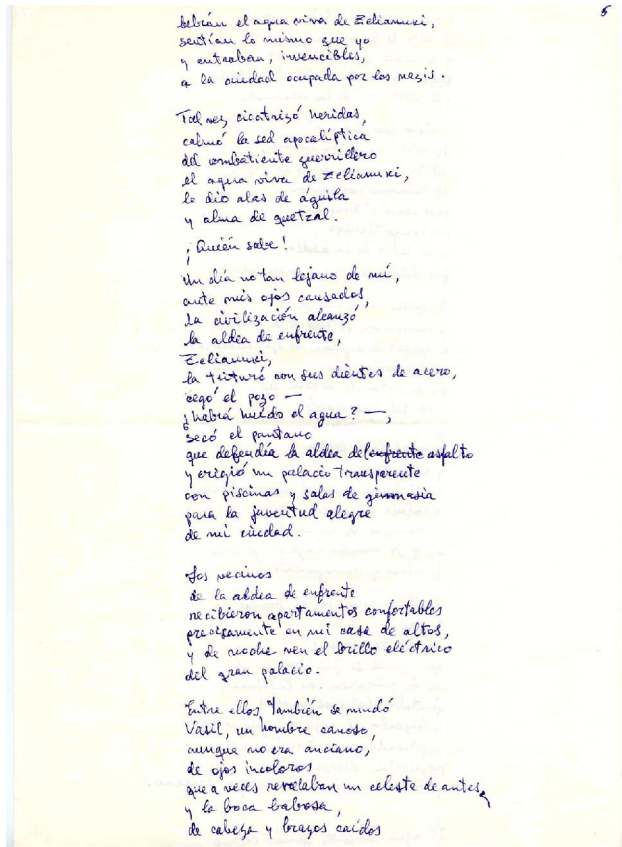 5
bebían el agua viva de Zelianuki,
sentían lo mismo que yo
y entraban, invencibles,
a la ciudad ocupada por los nazis.
Tal vez, cicatrizó heridas,
calmó la sed apocalíptica
del combatiente guerrillero
el agua viva de Zelianuki,
le dio alas de águila
y alma de quetzal.
¡Quién sabe!
Un día no tan lejano de mí,
ante mis ojos cansados,
la civilización alcanzó
la aldea de enfrente,
Zelianuki,
la trituró con sus dientes de acero,
cegó el pozo —
¿habrá huído el agua? —,
secó el pantano
que defendía la aldea del enfrente asfalto
y erigió un palacio transparente
con piscinas y salas de gimnasia
para la juventud alegre
de mi ciudad.
Los vecinos
de la aldea de enfrente
recibieron apartamentos confortables
precisamente en mi casa de altos,
y de noche ven el brillo eléctrico
del gran palacio.
Entre ellos, también se mudó
Vasil, un hombre canoso,
aunque no era anciano,
de ojos incoloros
que a veces revelaban un celeste de antes,
y la boca babosa,
de cabeza y brazos caídos